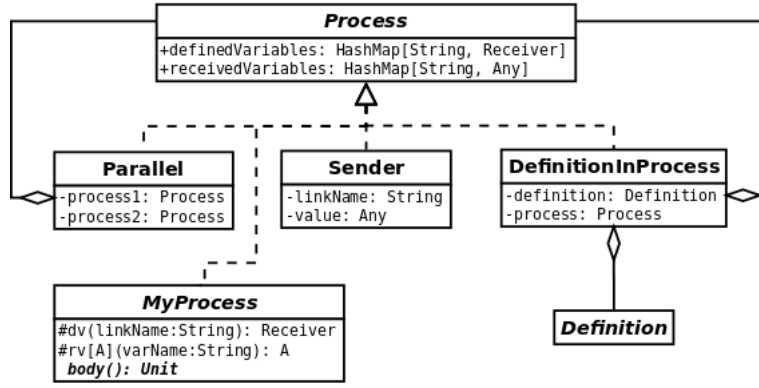 Process
+definedVariables: HashMap[String, Receiver]
+receivedVariables: HashMap[String, Any]
Parallel
-process1: Process
-process2: Process
Sender
-linkName: String
-value: Any
DefinitionInProcess
-definition: Definition
-process: Process
MyProcess
#dv(linkName:String): Receiver
#rv[A](varName:String): A
body(): Unit
Definition